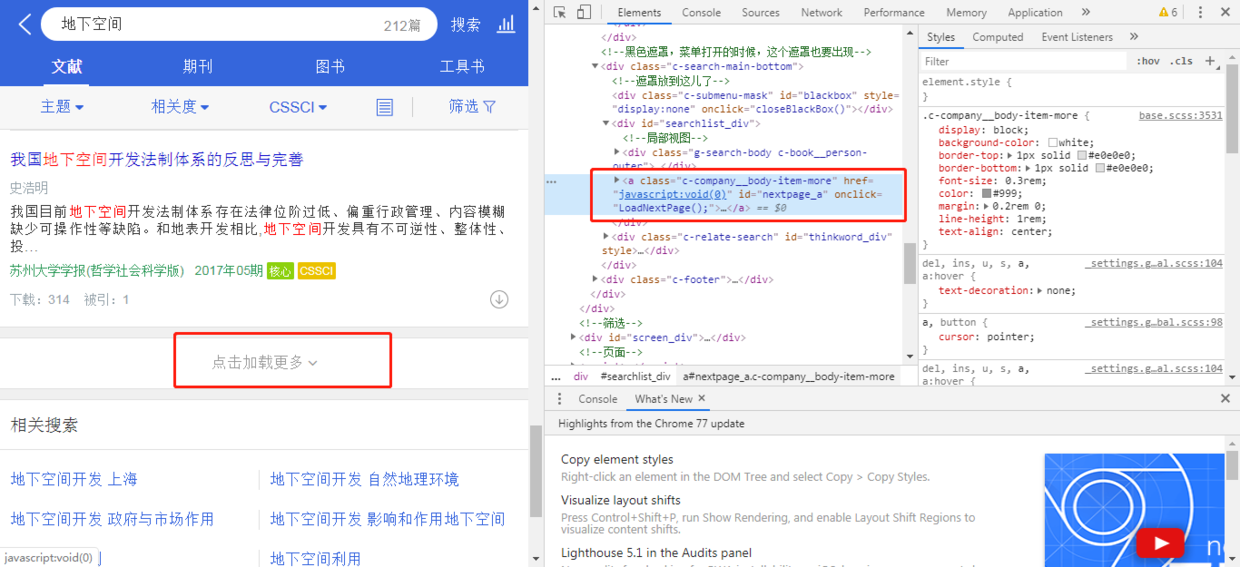 地下空间
212篇
搜索
文献
期刊
图书
工具书
主题
相关度
CSSCI
筛选
我国地下空间开发法制体系的反思与完善
史浩明
我国目前地下空间开发法制体系存在法律位阶过低、偏重行政管理、内容模糊
缺少可操作性等缺陷。和地表开发相比,地下空间开发具有不可逆性、整体性、
投...
苏州大学学报(哲学社会科学版) 2017年05期 核心 CSSCI
下载：314 被引：1
点击加载更多
相关搜索
地下空间开发 上海
地下空间开发 自然地理环境
地下空间开发 政府与市场作用
地下空间开发 影响和作用地下空间
javascript:void(0)
地下空间利用
Elements
Console
Sources
Network
Performance
Memory
Application
»
6
</div>
<!--黑色遮罩，菜单打开的时候，这个遮罩也要出现-->
▼<div class="c-search-main-bottom">
<!--遮罩放到这儿了-->
<div class="c-submenu-mask" id="blackbox" style=
"display:none" onclick="closeBlackBox()"></div>
▼<div id="searchlist_div">
<!--局部视图-->
▶<div class="g-search-body c-book__person-
outer">…</div>
▶<a class="c-company__body-item-more" href=
"javascript:void(0)" id="nextpage_a" onclick=
"LoadNextPage();">…</a> == $0
</div>
▶<div class="c-relate-search" id="thinkword_div"
style>…</div>
</div>
▶<div class="c-footer">…</div>
</div>
</div>
<!--筛选-->
▶<div id="screen_div">…</div>
<!--页面-->
... div #searchlist_div a#nextpage_a.c-company__body-item-more
Styles
Computed
Event Listeners
»
Filter
:hov .cls +
element.style {
}
.c-company__body-item-more { base.scss:3531
display: block;
background-color: white;
border-top:▶ 1px solid #e0e0e0;
border-bottom:▶ 1px solid #e0e0e0;
font-size: 0.3rem;
color: #999;
margin:▶ 0.2rem 0;
line-height: 1rem;
text-align: center;
}
del, ins, u, s, a, _settings.g…al.scss:104
a:hover {
text-decoration:▶ none;
}
a, button { _settings.g…bal.scss:98
cursor: pointer;
}
del, ins, u, s, a, _settings.g…al.scss:104
a:hover {
Console
What's New ×
Highlights from the Chrome 77 update
Copy element styles
Right-click an element in the DOM Tree and select Copy > Copy Styles.
Visualize layout shifts
Press Control+Shift+P, run Show Rendering, and enable Layout Shift Regions to
visualize content shifts.
Lighthouse 5.1 in the Audits panel